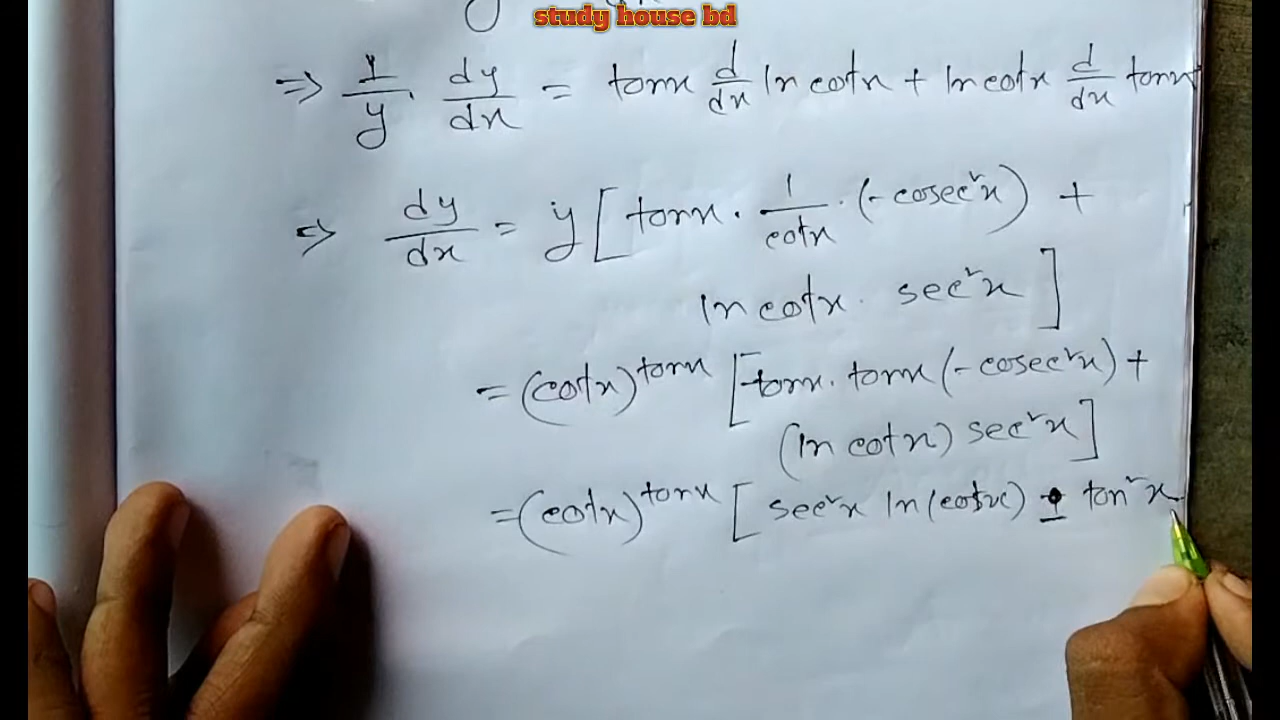 study house bd
⇒ 1/y · dy/dx = tanx d/dx ln cotx + ln cotx d/dx tanx
⇒ dy/dx = y [ tanx · 1/cotx · (- cosec²x) +
ln cotx · sec²x ]
= (cotx)^tanx [ tanx · tanx (- cosec²x) +
(ln cotx) sec²x ]
= (cotx)^tanx [ sec²x ln(cotx) - tan²x